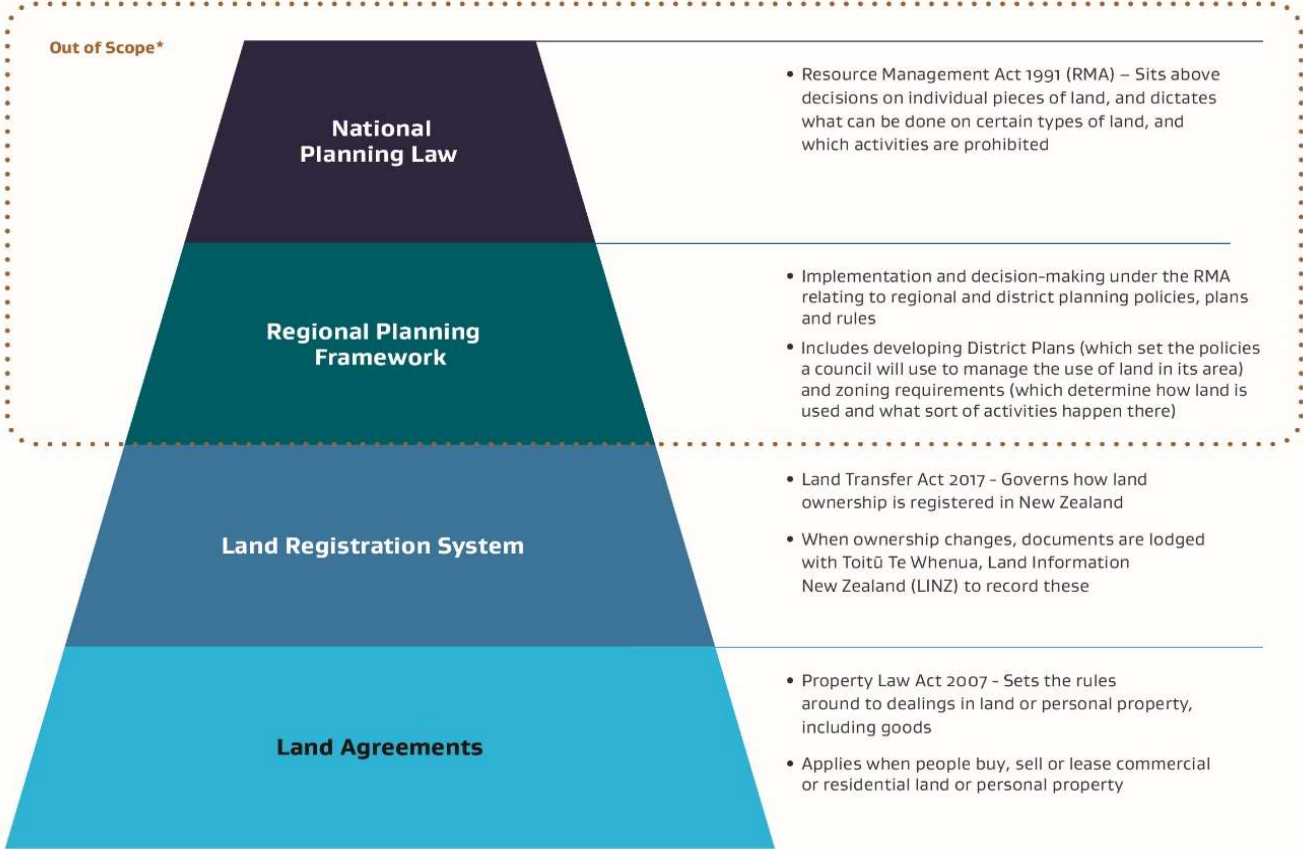 Out of Scope*
National
Planning Law
• Resource Management Act 1991 (RMA) – Sits above
decisions on individual pieces of land, and dictates
what can be done on certain types of land, and
which activities are prohibited
Regional Planning
Framework
• Implementation and decision-making under the RMA
relating to regional and district planning policies, plans
and rules
• Includes developing District Plans (which set the policies
a council will use to manage the use of land in its area)
and zoning requirements (which determine how land is
used and what sort of activities happen there)
Land Registration System
• Land Transfer Act 2017 - Governs how land
ownership is registered in New Zealand
• When ownership changes, documents are lodged
with Toitū Te Whenua, Land Information
New Zealand (LINZ) to record these
Land Agreements
• Property Law Act 2007 - Sets the rules
around to dealings in land or personal property,
including goods
• Applies when people buy, sell or lease commercial
or residential land or personal property